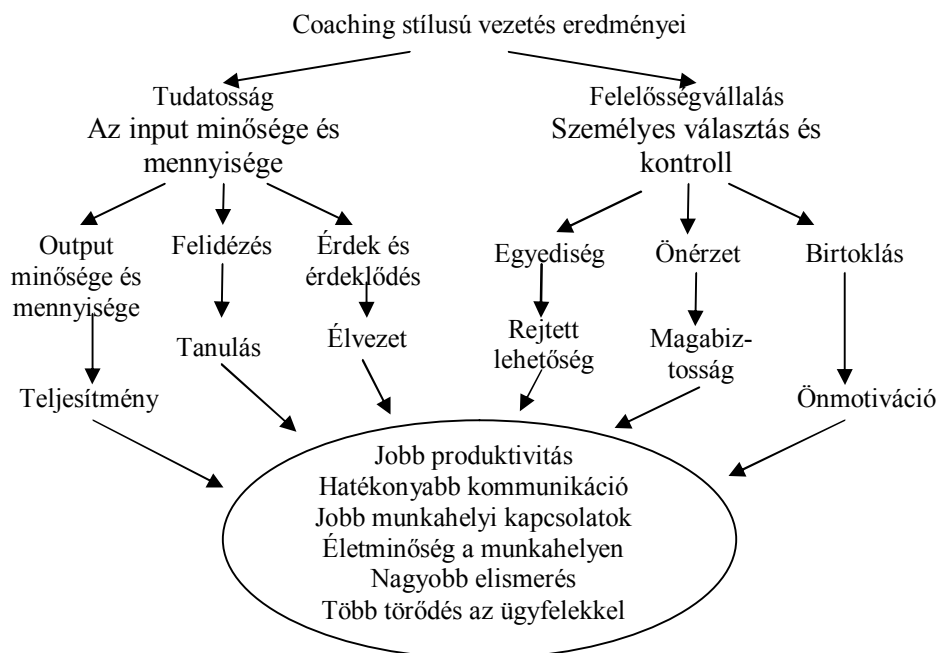 Coaching stílusú vezetés eredményei
Tudatosság
Az input minősége és
mennyisége
Felelősségvállalás
Személyes választás és
kontroll
Output
minősége és
mennyisége
Felidézés
Érdek és
érdeklődés
Egyediség
Önérzet
Birtoklás
Teljesítmény
Tanulás
Élvezet
Rejtett
lehetőség
Magabiz-
tosság
Önmotiváció
Jobb produktivitás
Hatékonyabb kommunikáció
Jobb munkahelyi kapcsolatok
Életminőség a munkahelyen
Nagyobb elismerés
Több törődés az ügyfelekkel